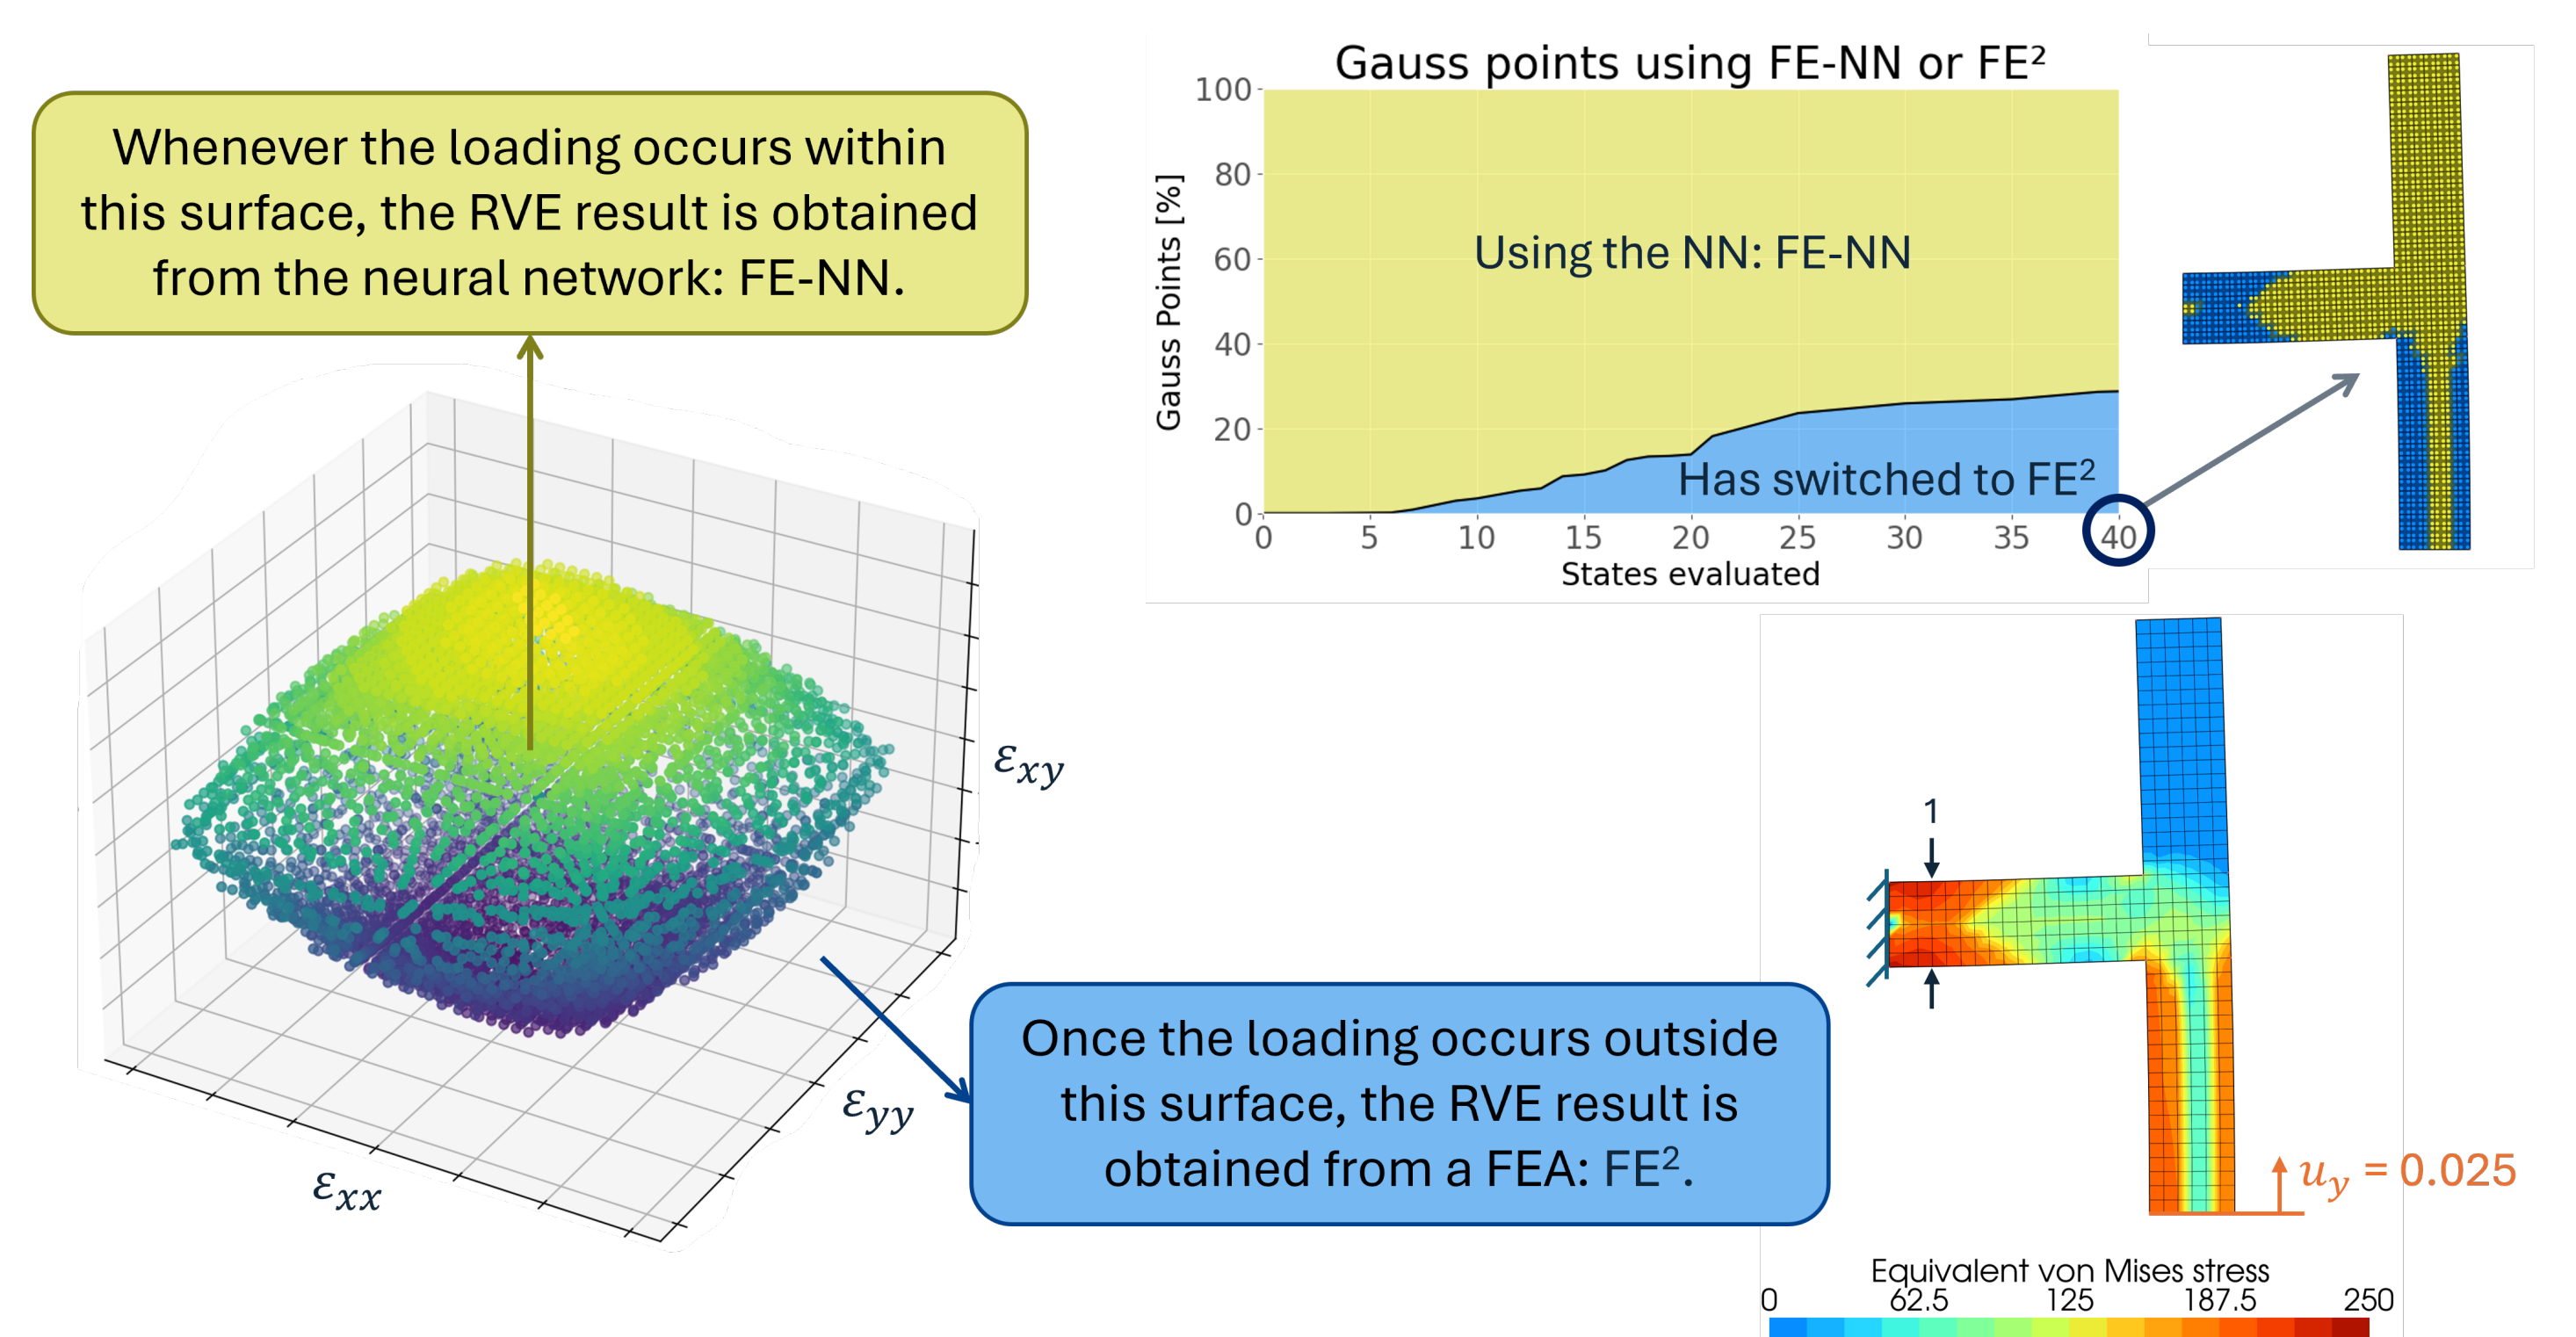 Whenever the loading occurs within
this surface, the RVE result is obtained
from the neural network: FE-NN.
Gauss points using FE-NN or FE²
Gauss Points [%]
100
80
60
40
20
0
Using the NN: FE-NN
Has switched to FE²
0 5 10 15 20 25 30 35 40
States evaluated
εxy
εyy
εxx
Once the loading occurs outside
this surface, the RVE result is
obtained from a FEA: FE².
1
uy = 0.025
Equivalent von Mises stress
0 62.5 125 187.5 250